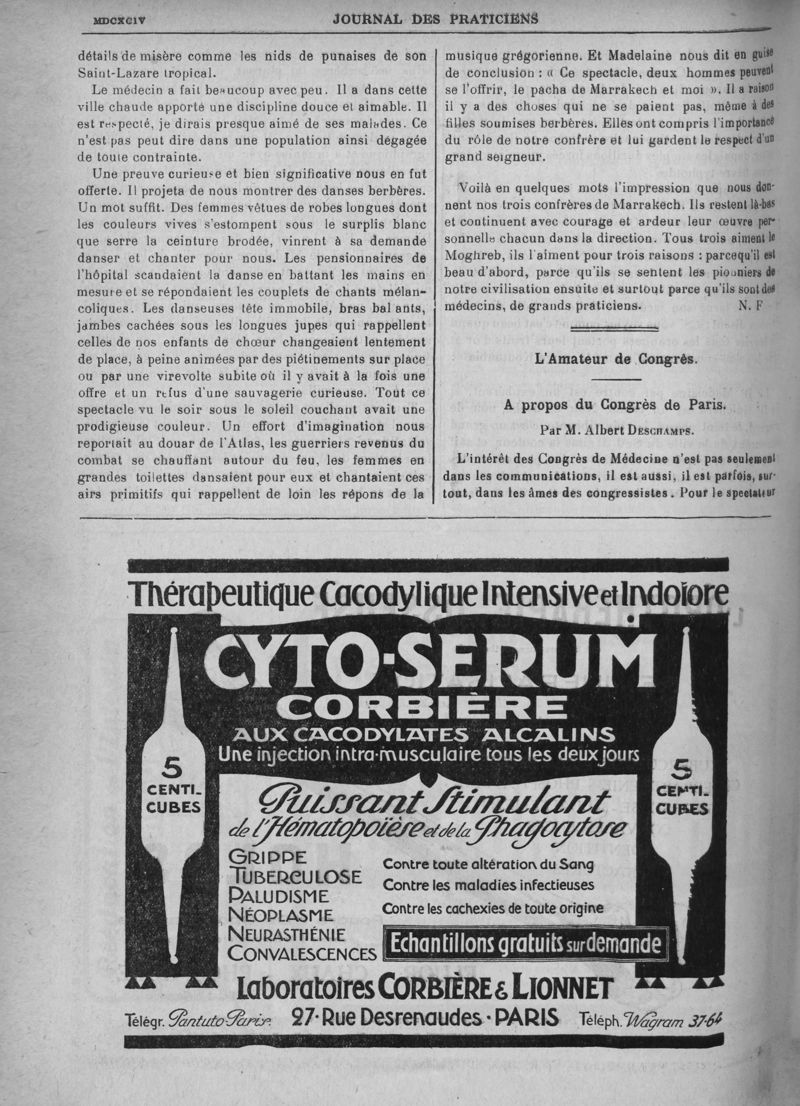 MDCXCIV
JOURNAL DES PRATICIENS
détails de misère comme les nids de punaises de son
Saint-Lazare tropical.
Le médecin a fait beaucoup avec peu. Il a dans cette
ville chaude apporté une discipline douce et aimable. Il
est respecté, je dirais presque aimé de ses malades. Ce
n'est pas peut dire dans une population ainsi dégagée
de toute contrainte.
Une preuve curieuse et bien significative nous en fut
offerte. Il projeta de nous montrer des danses berbères.
Un mot suffit. Des femmes vêtues de robes longues dont
les couleurs vives s'estompent sous le surplis blanc
que serre la ceinture brodée, vinrent à sa demande
danser et chanter pour nous. Les pensionnaires de
l'hôpital scandaient la danse en battant les mains en
mesure et se répondaient les couplets de chants mélan-
coliques. Les danseuses tête immobile, bras bal ants,
jambes cachées sous les longues jupes qui rappellent
celles de nos enfants de chœur changeaient lentement
de place, à peine animées par des piétinements sur place
ou par une virevolte subite où il y avait à la fois une
offre et un refus d'une sauvagerie curieuse. Tout ce
spectacle vu le soir sous le soleil couchant avait une
prodigieuse couleur. Un effort d'imagination nous
reportait au douar de l'Atlas, les guerriers revenus du
combat se chauffant autour du feu, les femmes en
grandes toilettes dansaient pour eux et chantaient ces
airs primitifs qui rappellent de loin les répons de la
musique grégorienne. Et Madelaine nous dit en guise
de conclusion : « Ce spectacle, deux hommes peuvent
se l'offrir, le pacha de Marrakech et moi ». Il a raison
il y a des choses qui ne se paient pas, même à des
filles soumises berbères. Elles ont compris l'importance
du rôle de notre confrère et lui gardent le respect d'un
grand seigneur.
Voilà en quelques mots l'impression que nous don-
nent nos trois confrères de Marrakech. Ils restent là-bas
et continuent avec courage et ardeur leur œuvre per-
sonnelle chacun dans la direction. Tous trois aiment le
Moghreb, ils l'aiment pour trois raisons : parcequ'il est
beau d'abord, parce qu'ils se sentent les pionniers de
notre civilisation ensuite et surtout parce qu'ils sont des
médecins, de grands praticiens. N. F
L'Amateur de Congrès.
A propos du Congrès de Paris.
Par M. Albert DESCHAMPS.
L'intérêt des Congrès de Médecine n'est pas seulement
dans les communications, il est aussi, il est parfois, sur-
tout, dans les âmes des congressistes. Pour le spectateur
Thérapeutique Cacodylique Intensive et Indolore
CYTO-SERUM
CORBIÈRE
AUX CACODYLATES ALCALINS
Une injection intra-musculaire tous les deux jours
5
CENTI-
CUBES
5
CENTI-
CUBES
Puissant Stimulant
de l'Hématopoïèse et de la Phagocytose
GRIPPE
TUBERCULOSE
PALUDISME
NÉOPLASME
NEURASTHÉNIE
CONVALESCENCES
Contre toute altération du Sang
Contre les maladies infectieuses
Contre les cachexies de toute origine
Echantillons gratuits sur demande
Laboratoires CORBIÈRE & LIONNET
Télégr. Pantuto-Paris. 27·Rue Desrenaudes·PARIS Téléph. Wagram 37-64